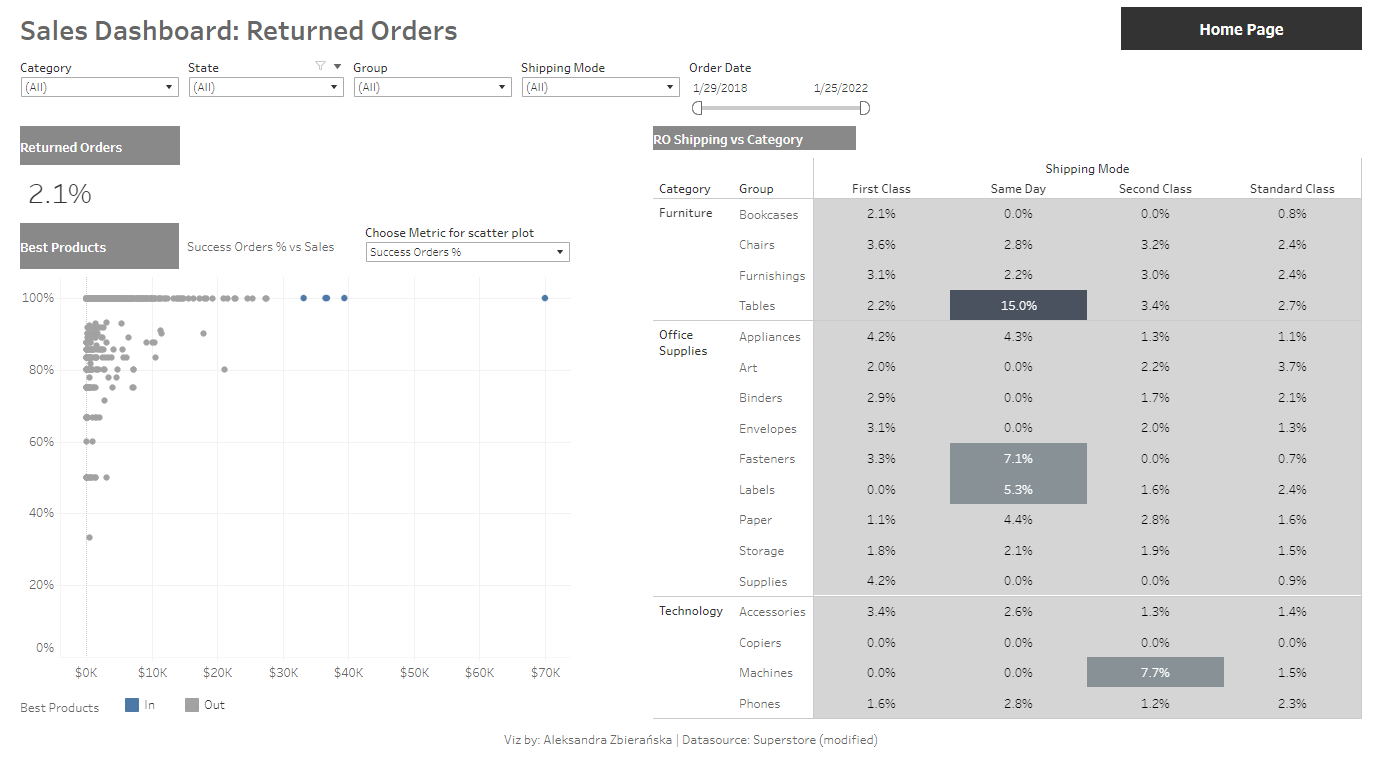 Sales Dashboard: Returned Orders
Home Page
Category
State
Group
Shipping Mode
Order Date
(All)
(All)
(All)
(All)
1/29/2018
1/25/2022
Returned Orders
2.1%
Best Products
Success Orders % vs Sales
Choose Metric for scatter plot
Success Orders %
100%
80%
60%
40%
20%
0%
$0K $10K $20K $30K $40K $50K $60K $70K
Best Products
In
Out
RO Shipping vs Category
Shipping Mode
Category Group First Class Same Day Second Class Standard Class
Furniture Bookcases 2.1% 0.0% 0.0% 0.8%
Chairs 3.6% 2.8% 3.2% 2.4%
Furnishings 3.1% 2.2% 3.0% 2.4%
Tables 2.2% 15.0% 3.4% 2.7%
Office
Supplies
Appliances 4.2% 4.3% 1.3% 1.1%
Art 2.0% 0.0% 2.2% 3.7%
Binders 2.9% 0.0% 1.7% 2.1%
Envelopes 3.1% 0.0% 2.0% 1.3%
Fasteners 3.3% 7.1% 0.0% 0.7%
Labels 0.0% 5.3% 1.6% 2.4%
Paper 1.1% 4.4% 2.8% 1.6%
Storage 1.8% 2.1% 1.9% 1.5%
Supplies 4.2% 0.0% 0.0% 0.9%
Technology Accessories 3.4% 2.6% 1.3% 1.4%
Copiers 0.0% 0.0% 0.0% 0.0%
Machines 0.0% 0.0% 7.7% 1.5%
Phones 1.6% 2.8% 1.2% 2.3%
Viz by: Aleksandra Zbierańska | Datasource: Superstore (modified)